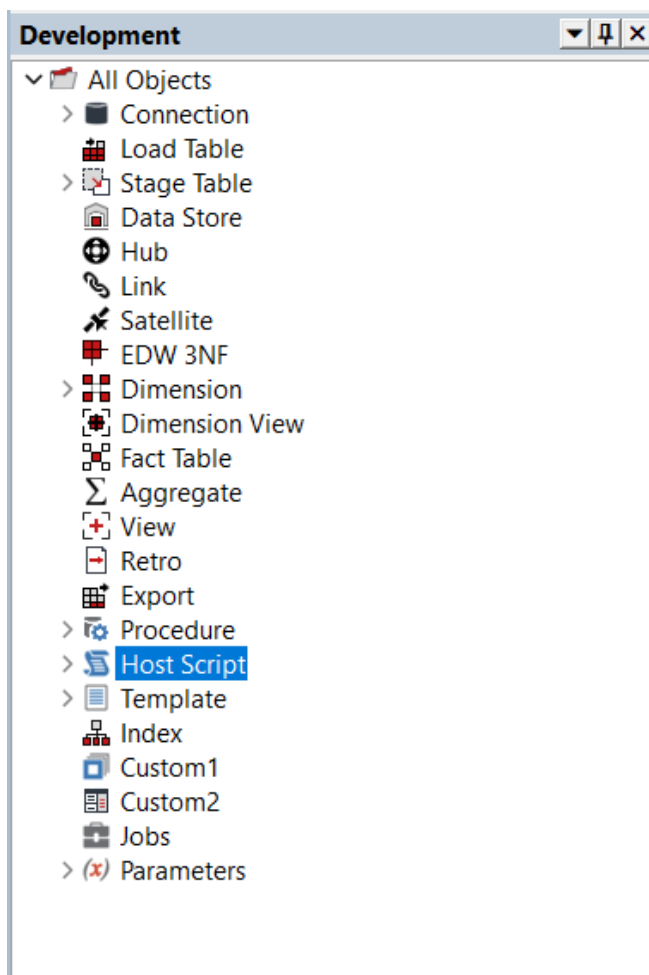 Development
All Objects
Connection
Load Table
Stage Table
Data Store
Hub
Link
Satellite
EDW 3NF
Dimension
Dimension View
Fact Table
Aggregate
View
Retro
Export
Procedure
Host Script
Template
Index
Custom1
Custom2
Jobs
(x) Parameters